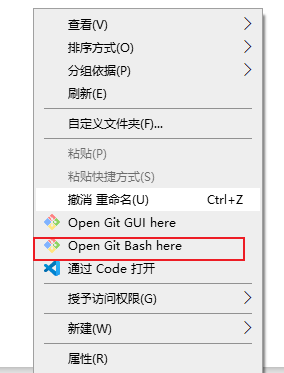 查看(V)
排序方式(O)
分组依据(P)
刷新(E)
自定义文件夹(F)...
粘贴(P)
粘贴快捷方式(S)
撤消 重命名(U) Ctrl+Z
Open Git GUI here
Open Git Bash here
通过 Code 打开
授予访问权限(G)
新建(W)
属性(R)